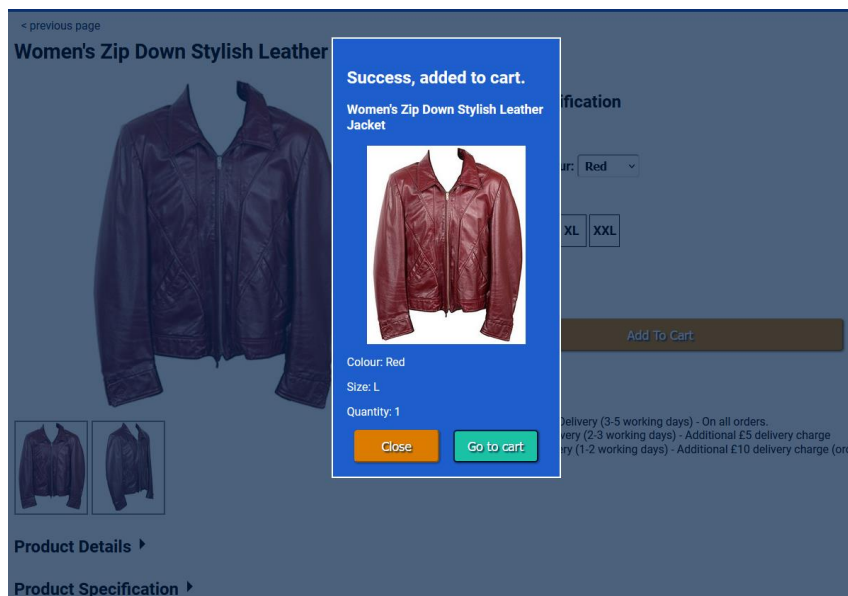 < previous page
Women's Zip Down Stylish Leather
Success, added to cart.
Women's Zip Down Stylish Leather
Jacket
ification
ur: Red
XL XXL
Add To Cart
Colour: Red
Size: L
Quantity: 1
Close Go to cart
Delivery (3-5 working days) - On all orders.
very (2-3 working days) - Additional £5 delivery charge
ry (1-2 working days) - Additional £10 delivery charge (or
Product Details
Product Specification